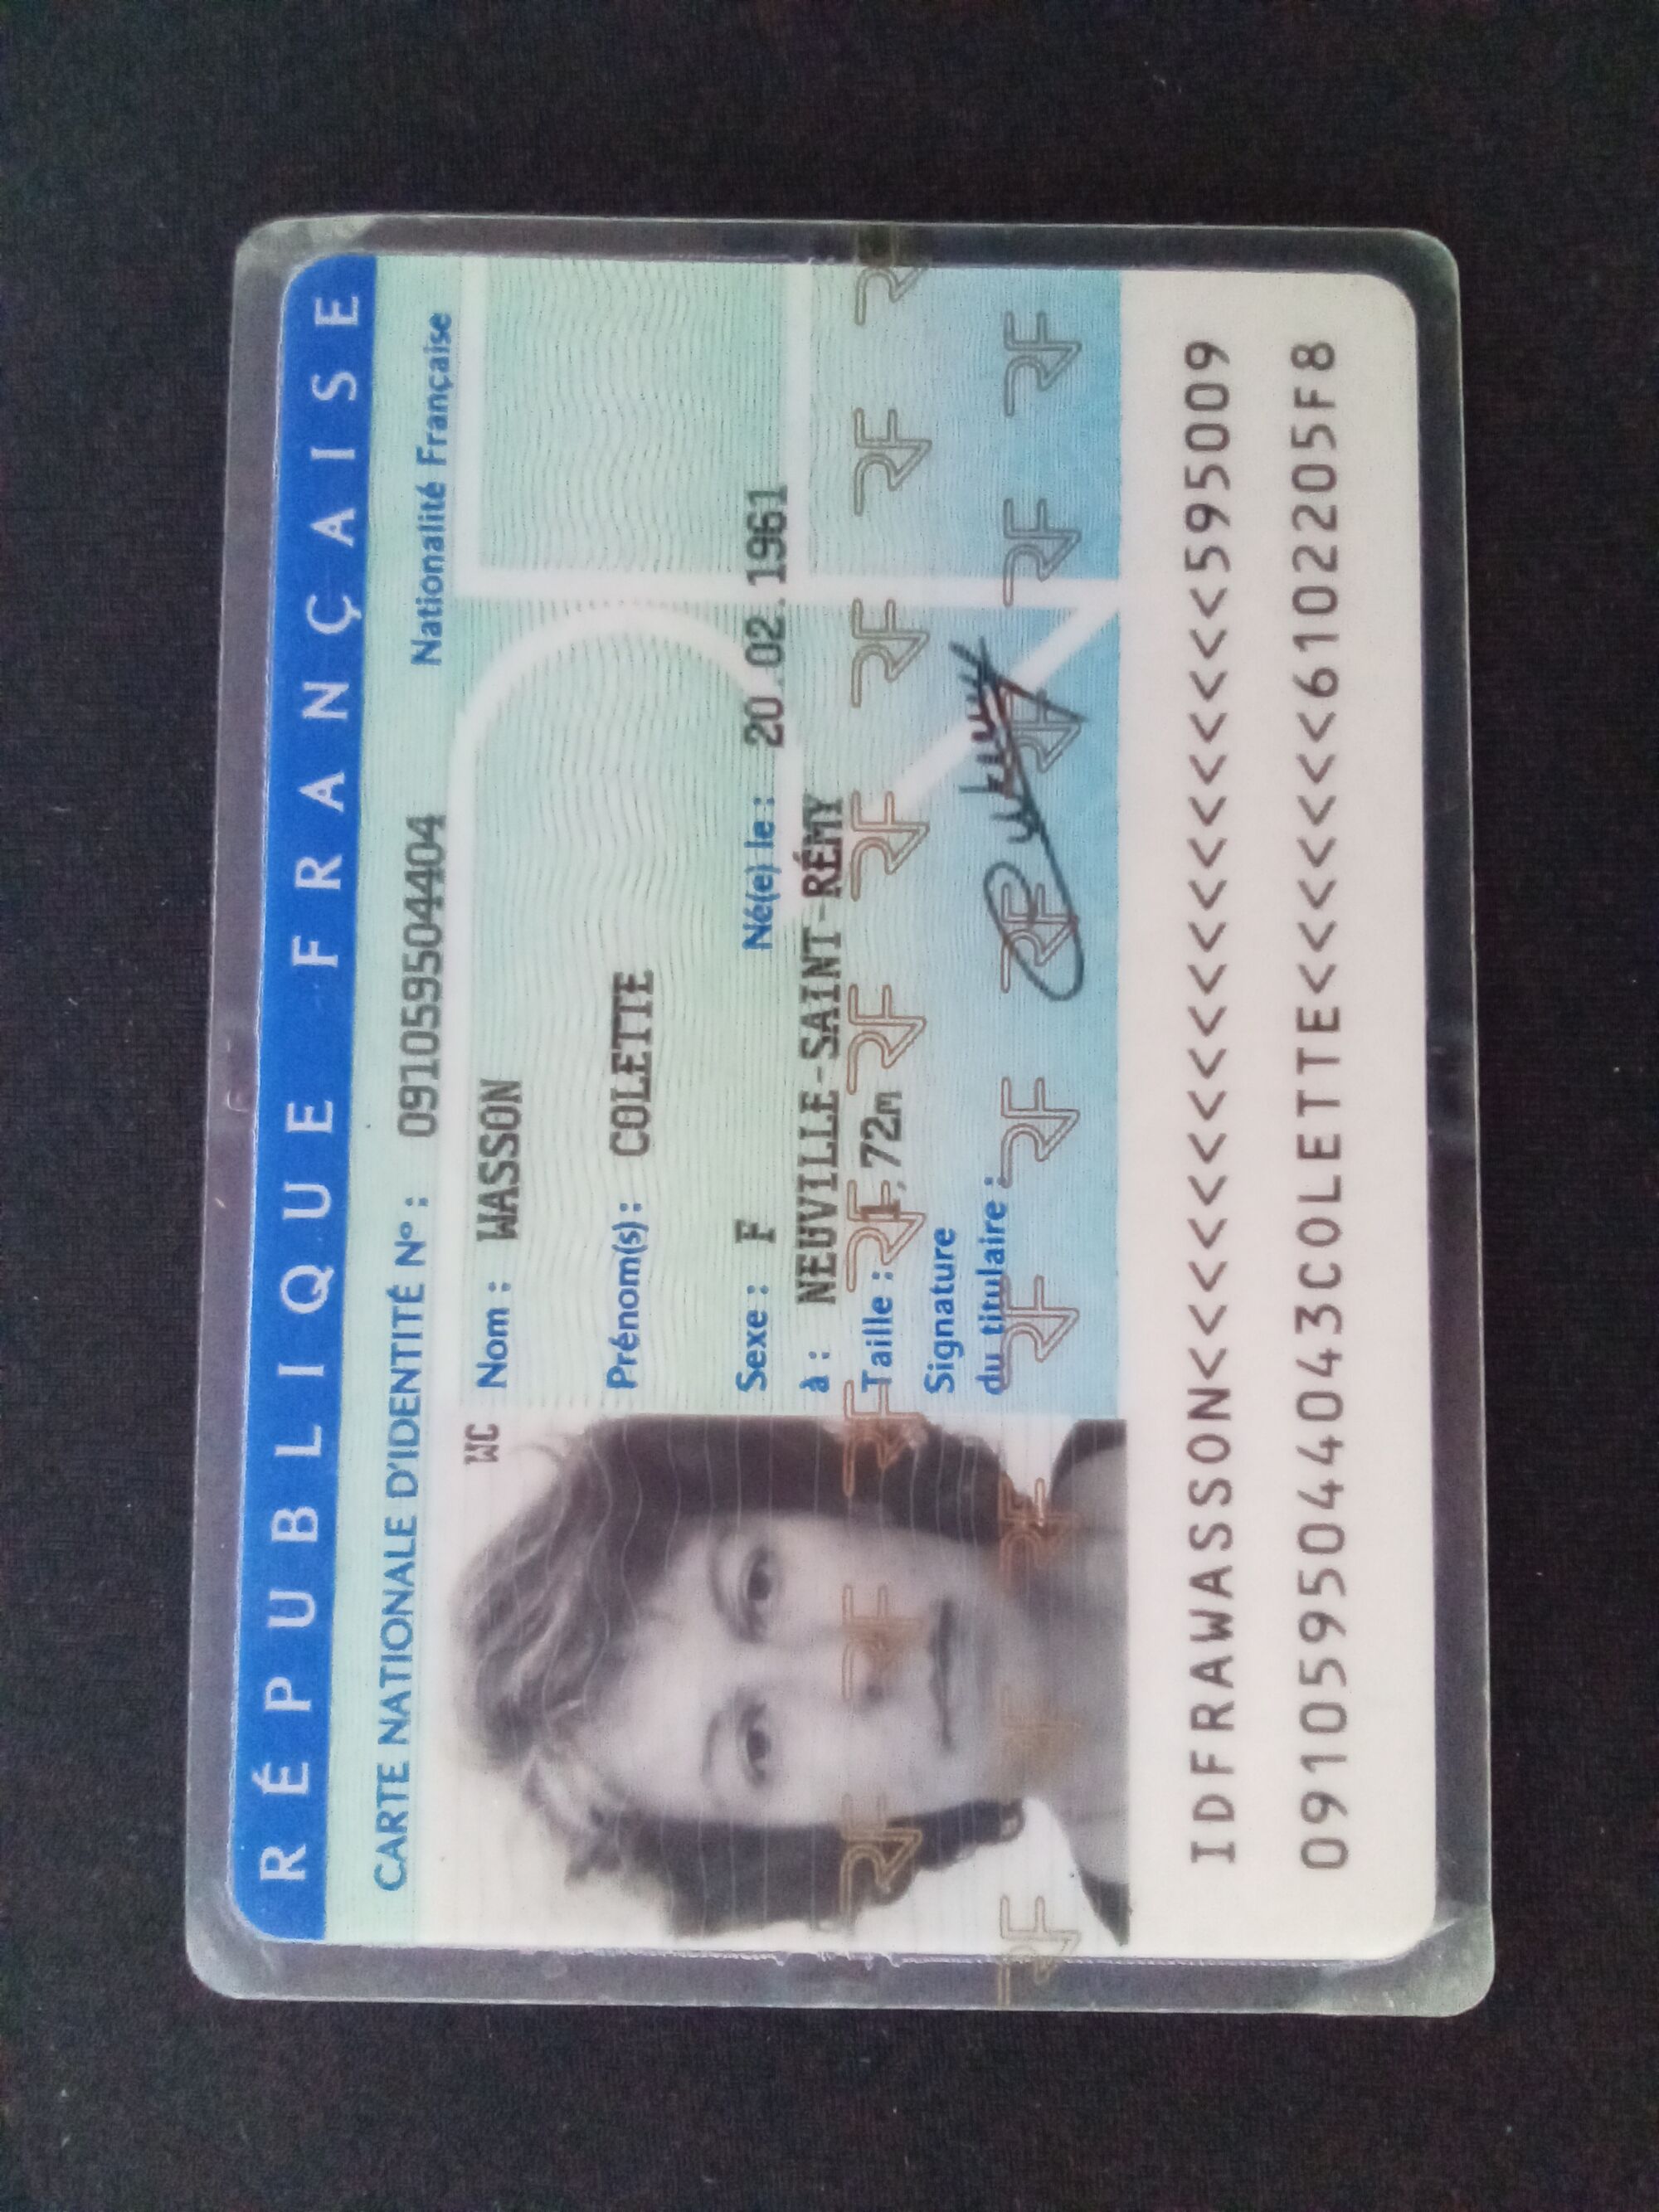 RÉPUBLIQUE FRANÇAISE
CARTE NATIONALE D'IDENTITÉ N° : 091059504404 Nationalité Française
WC Nom : WASSON
Prénom(s) : COLETTE
Sexe : F Né(e) le : 20.02.1961
à : NEUVILLE-SAINT-RÉMY
Taille : 1,72m
Signature
du titulaire :
IDFRAWASSON<<<<<<<<<<<<<<<<<<<595009
0910595044043COLETTE<<<<<<<6102205F8